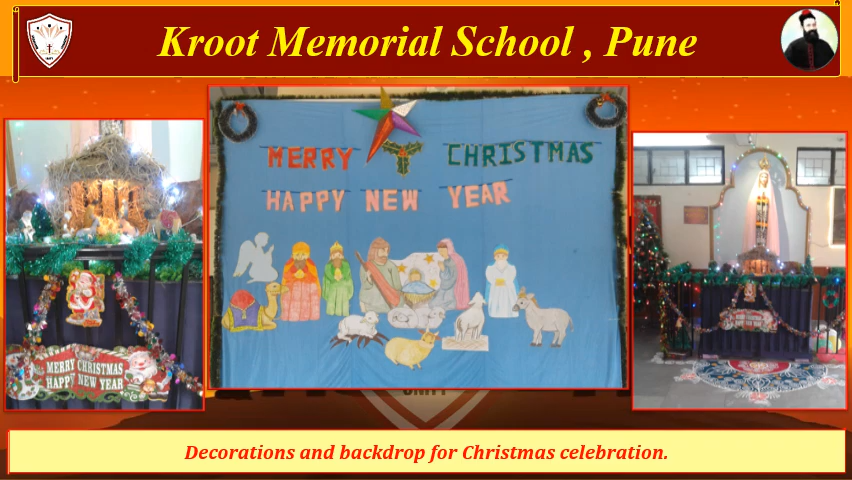 Kroot Memorial School , Pune
MERRY CHRISTMAS
HAPPY NEW YEAR
MERRY CHRISTMAS
HAPPY NEW YEAR
UNITY
Decorations and backdrop for Christmas celebration.